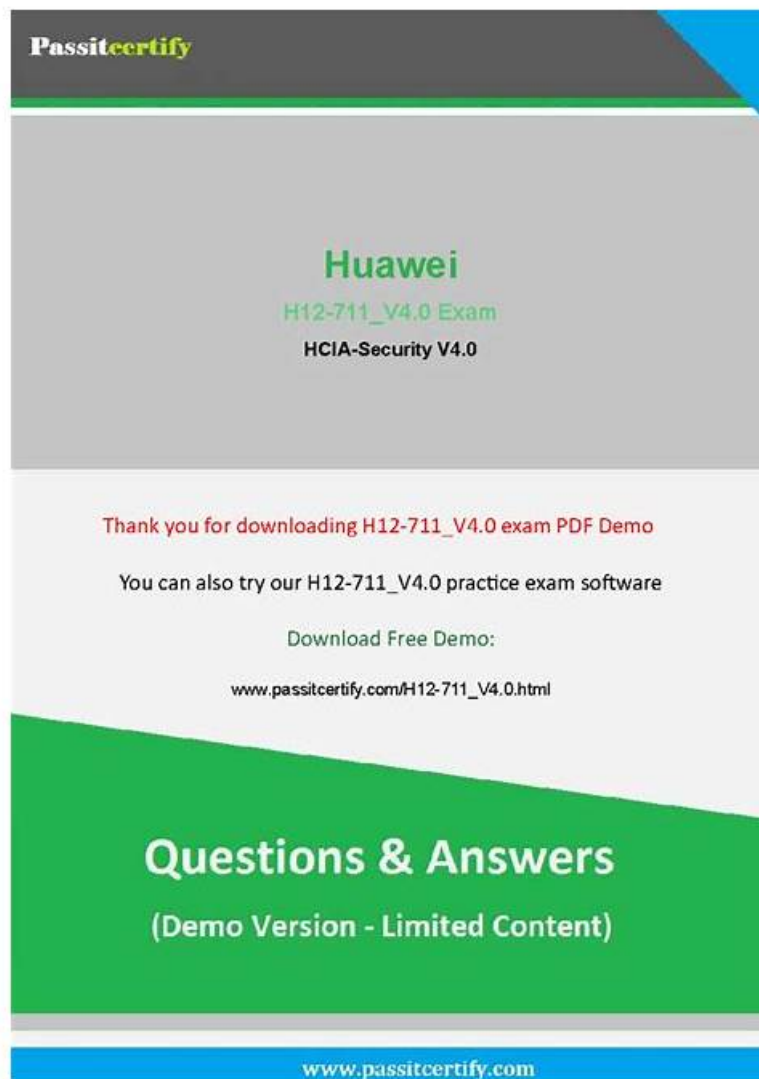 Passitcertify
Huawei
H12-711_V4.0 Exam
HCIA-Security V4.0
Thank you for downloading H12-711_V4.0 exam PDF Demo
You can also try our H12-711_V4.0 practice exam software
Download Free Demo:
www.passitcertify.com/H12-711_V4.0.html
Questions & Answers
(Demo Version - Limited Content)
www.passitcertify.com